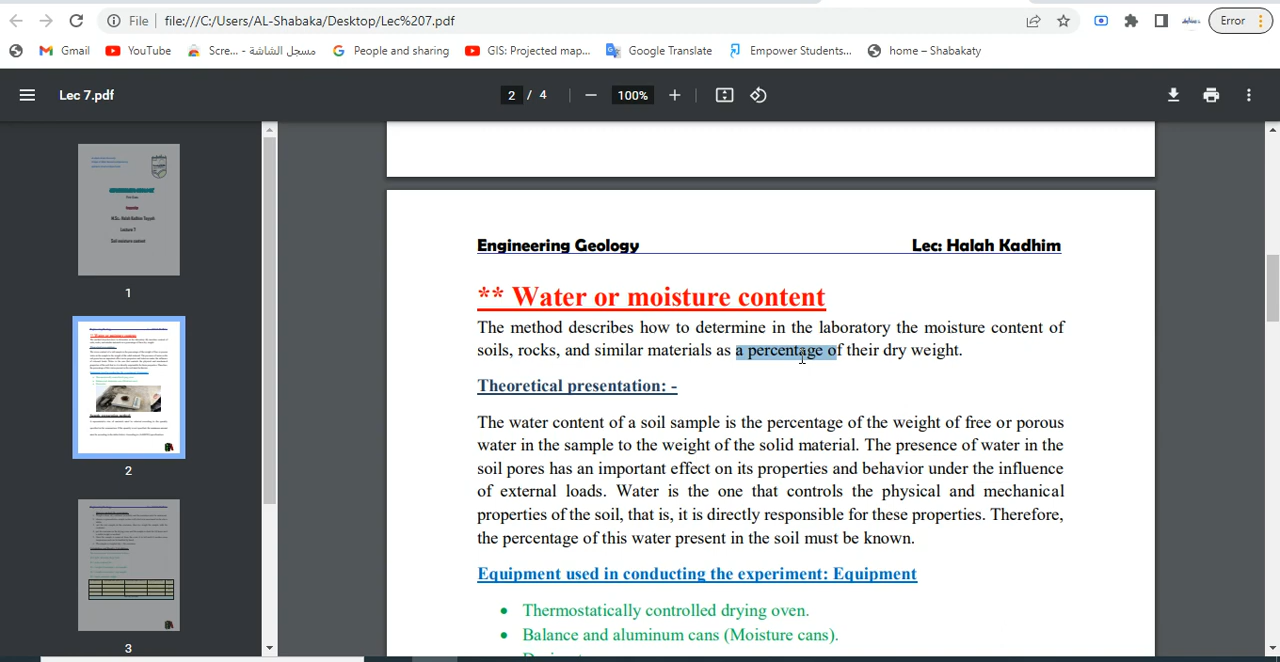 File
file:///C:/Users/AL-Shabaka/Desktop/Lec%207.pdf
Error
Gmail
YouTube
Scre... - مسجل الشاشة
People and sharing
GIS: Projected map...
Google Translate
Empower Students...
home – Shabakaty
Lec 7.pdf
2 / 4
100%
1
2
3
Engineering Geology Lec: Halah Kadhim
** Water or moisture content
The method describes how to determine in the laboratory the moisture content of
soils, rocks, and similar materials as a percentage of their dry weight.
Theoretical presentation: -
The water content of a soil sample is the percentage of the weight of free or porous
water in the sample to the weight of the solid material. The presence of water in the
soil pores has an important effect on its properties and behavior under the influence
of external loads. Water is the one that controls the physical and mechanical
properties of the soil, that is, it is directly responsible for these properties. Therefore,
the percentage of this water present in the soil must be known.
Equipment used in conducting the experiment: Equipment
• Thermostatically controlled drying oven.
• Balance and aluminum cans (Moisture cans).